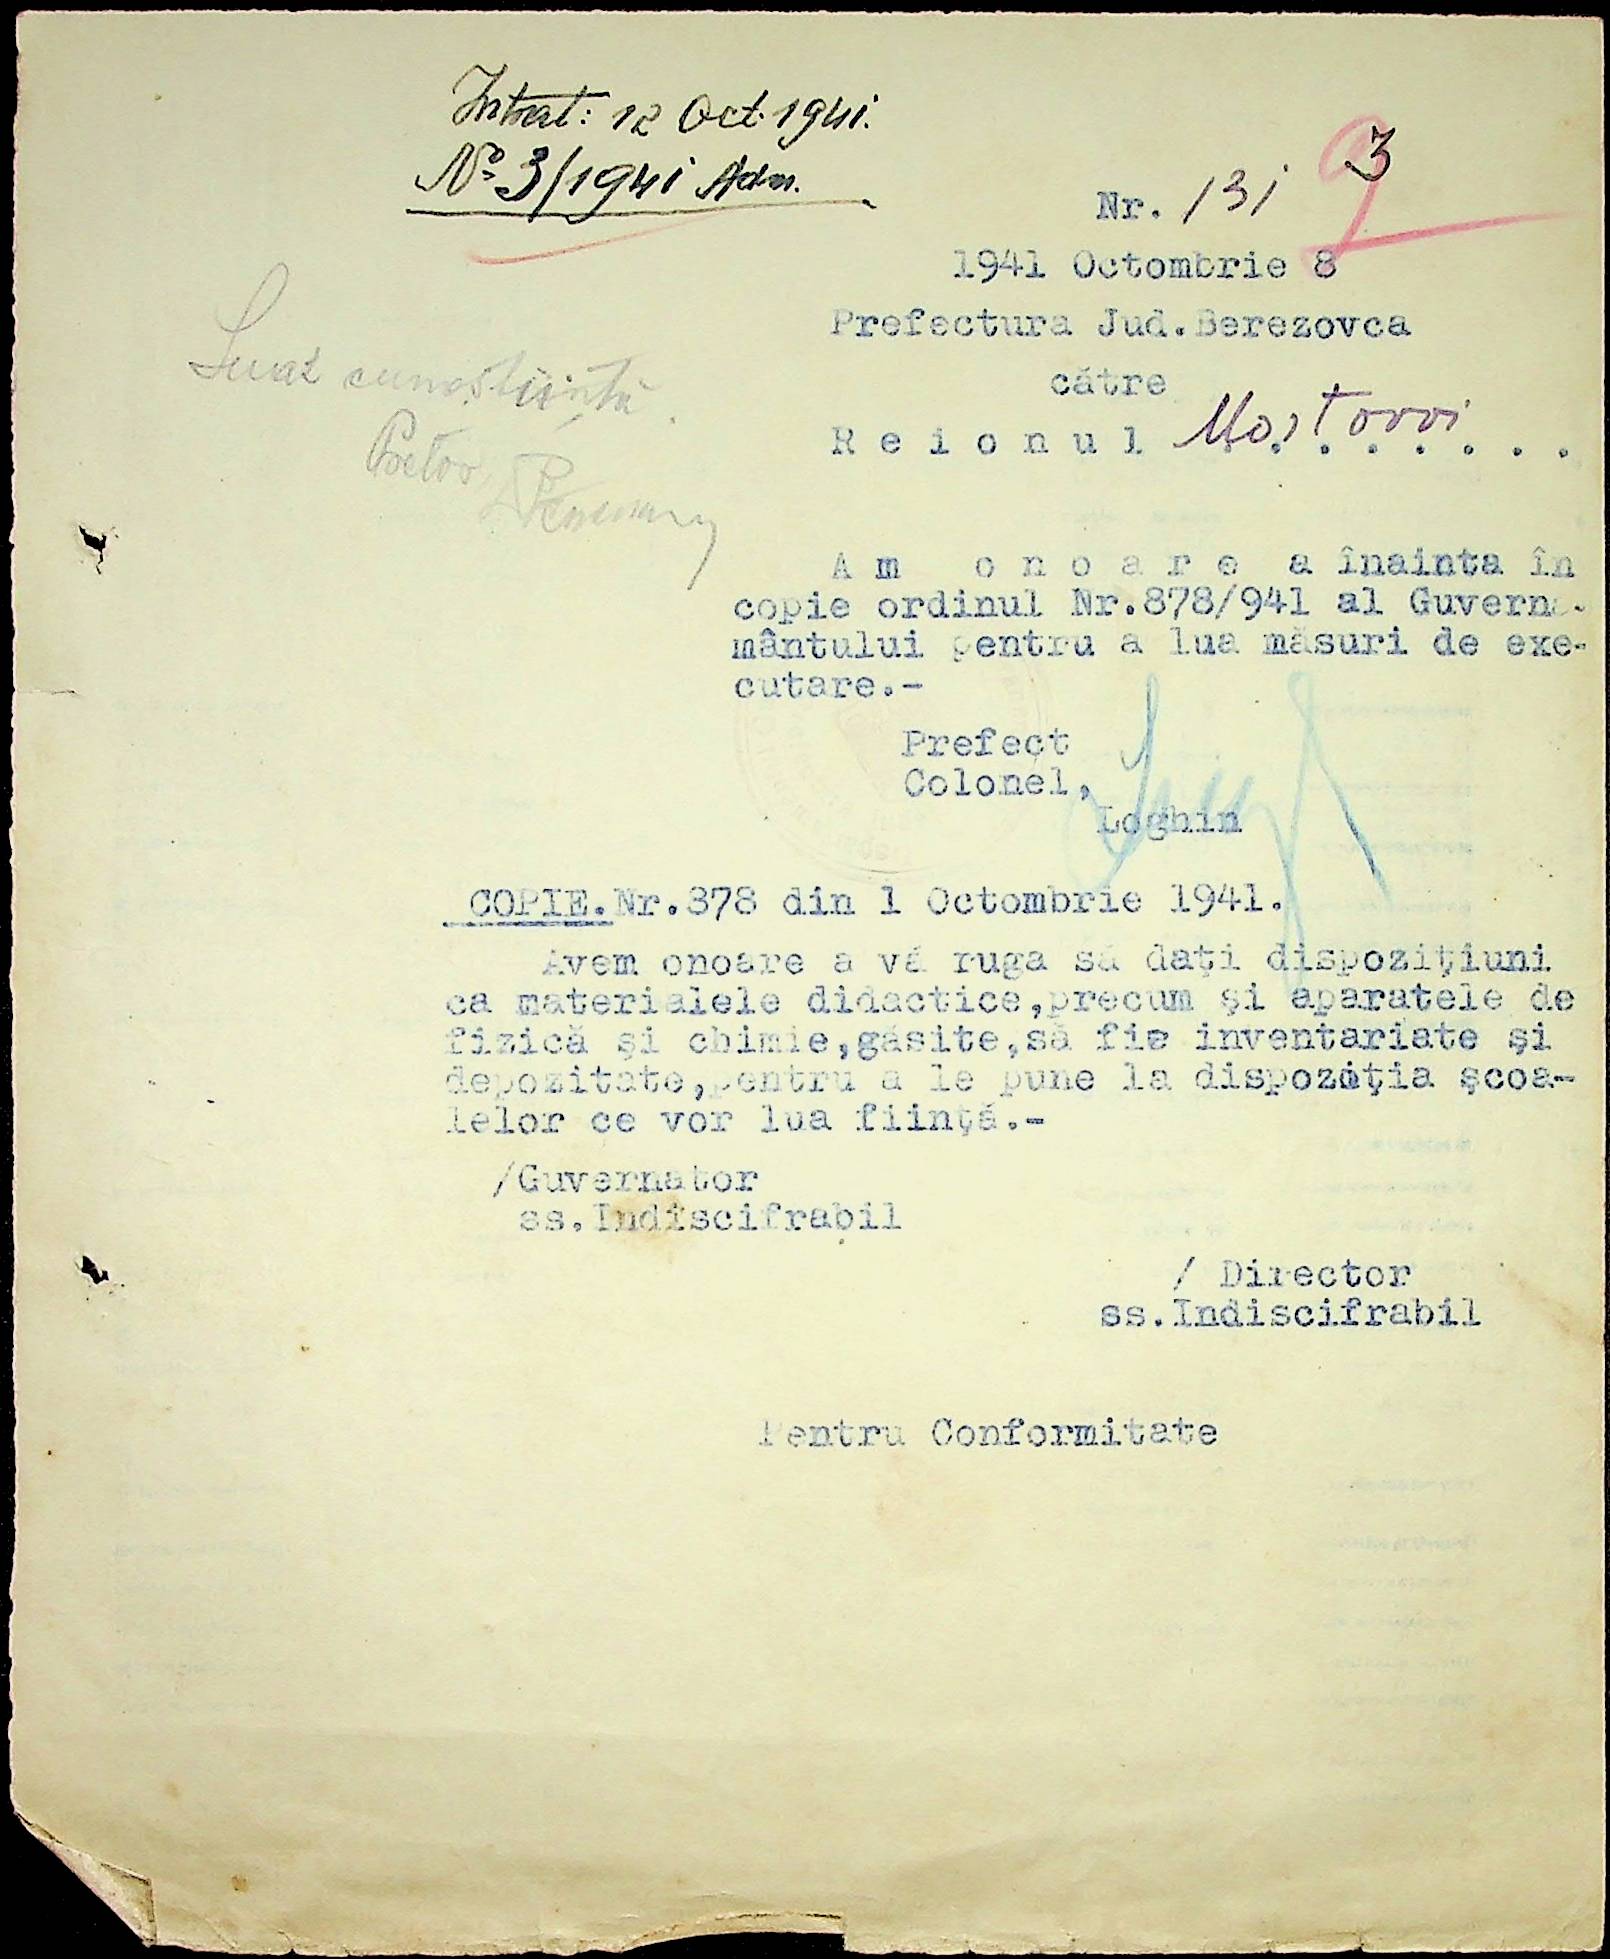 Intrat: 12 Oct. 1941.
No 3/1941 Adm.
3
Nr. 131
1941 Octombrie 8
Prefectura Jud.Berezovca
către
Luat cunoștiință
Pretor
Reionul Mostovoi
Am onoare a înainta în
copie ordinul Nr.878/941 al Guverna-
mântului pentru a lua măsuri de exe-
cutare.-
Prefect
Colonel,
Loghin
COPIE.Nr.878 din 1 Octombrie 1941.
Avem onoare a vă ruga să daţi dispoziţiuni
ca materialele didactice,precum şi aparatele de
fizică şi chimie,găsite,să fie inventariate şi
depozitate,pentru a le pune la dispoziţia şcoa-
lelor ce vor lua fiinţă.-
/Guvernator
ss.Indiscifrabil
/ Director
ss.Indiscifrabil
Pentru Conformitate